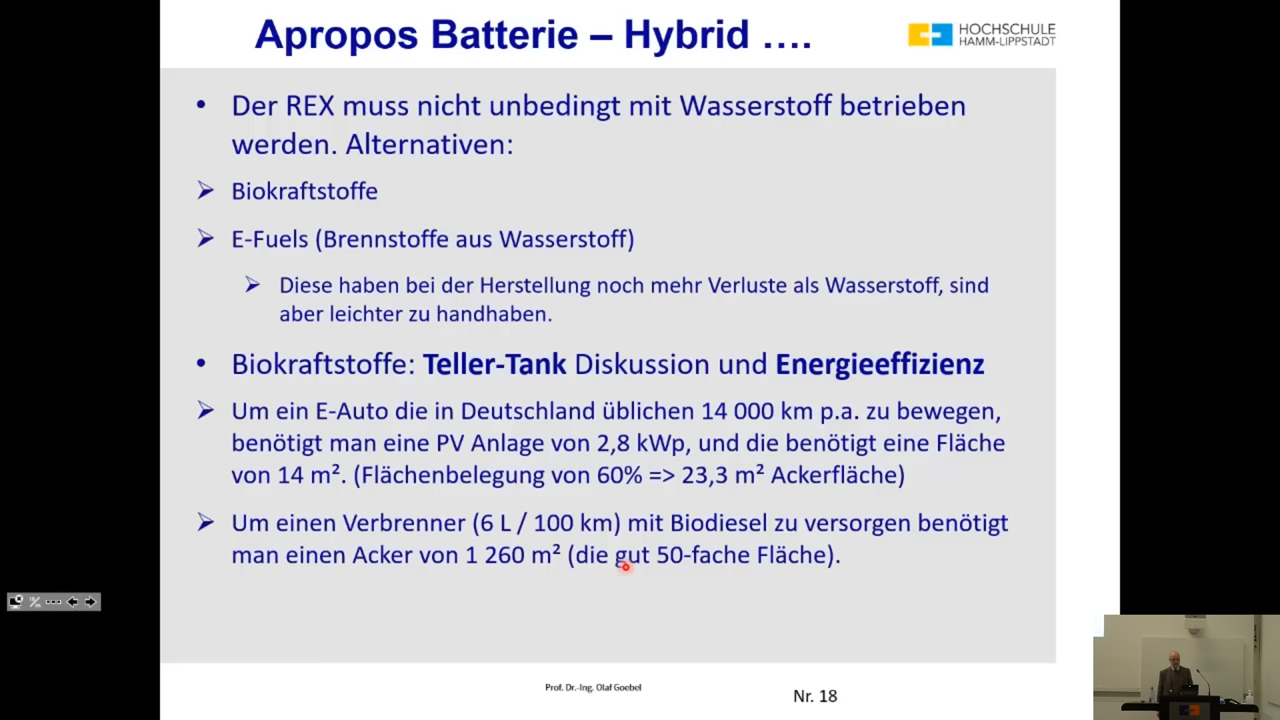 Apropos Batterie – Hybrid ….
HOCHSCHULE
HAMM-LIPPSTADT
• Der REX muss nicht unbedingt mit Wasserstoff betrieben
werden. Alternativen:
➢ Biokraftstoffe
➢ E-Fuels (Brennstoffe aus Wasserstoff)
➢ Diese haben bei der Herstellung noch mehr Verluste als Wasserstoff, sind
aber leichter zu handhaben.
• Biokraftstoffe: Teller-Tank Diskussion und Energieeffizienz
➢ Um ein E-Auto die in Deutschland üblichen 14 000 km p.a. zu bewegen,
benötigt man eine PV Anlage von 2,8 kWp, und die benötigt eine Fläche
von 14 m². (Flächenbelegung von 60% => 23,3 m² Ackerfläche)
➢ Um einen Verbrenner (6 L / 100 km) mit Biodiesel zu versorgen benötigt
man einen Acker von 1 260 m² (die gut 50-fache Fläche).
Prof. Dr.-Ing. Olaf Goebel
Nr. 18